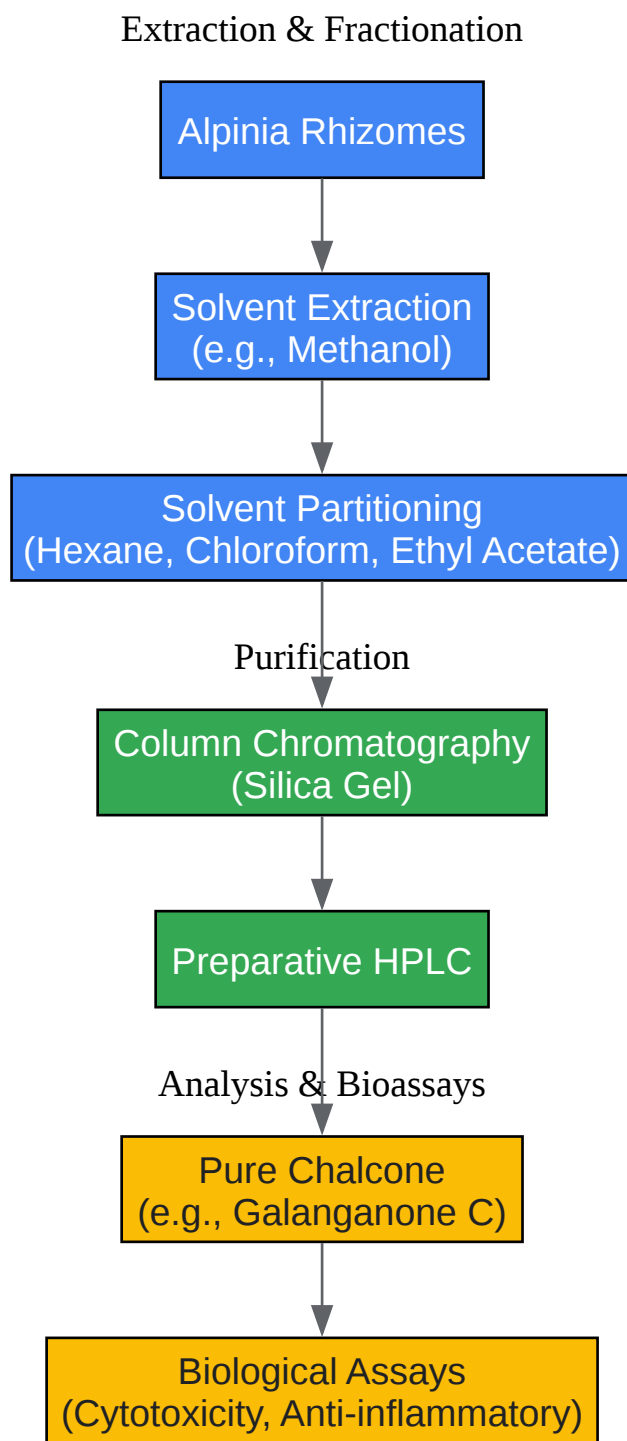 Extraction & Fractionation
Alpinia Rhizomes
Solvent Extraction
(e.g., Methanol)
Solvent Partitioning
(Hexane, Chloroform, Ethyl Acetate)
Purification
Column Chromatography
(Silica Gel)
Preparative HPLC
Analysis & Bioassays
Pure Chalcone
(e.g., Galanganone C)
Biological Assays
(Cytotoxicity, Anti-inflammatory)